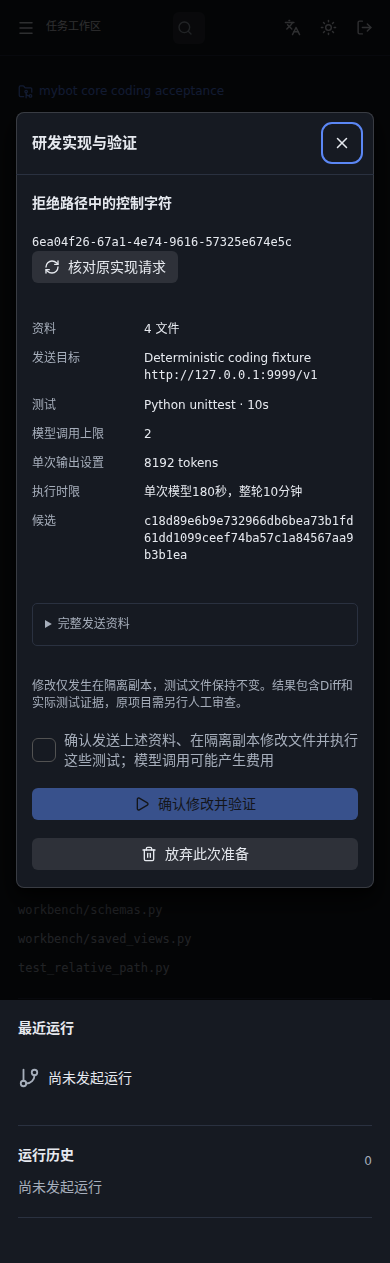 任务工作区
mybot core coding acceptance
研发实现与验证
拒绝路径中的控制字符
6ea04f26-67a1-4e74-9616-57325e674e5c
核对原实现请求
资料 4 文件
发送目标 Deterministic coding fixture
http://127.0.0.1:9999/v1
测试 Python unittest · 10s
模型调用上限 2
单次输出设置 8192 tokens
执行时限 单次模型180秒，整轮10分钟
候选 c18d89e6b9e732966db6bea73b1fd
61dd1099ceef74ba57c1a84567aa9
b3b1ea
完整发送资料
修改仅发生在隔离副本，测试文件保持不变。结果包含Diff和
实际测试证据，原项目需另行人工审查。
确认发送上述资料、在隔离副本修改文件并执行
这些测试；模型调用可能产生费用
确认修改并验证
放弃此次准备
workbench/schemas.py
workbench/saved_views.py
test_relative_path.py
最近运行
尚未发起运行
运行历史 0
尚未发起运行